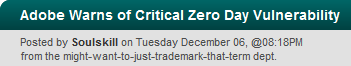 Adobe Warns of Critical Zero Day Vulnerability
Posted by Soulskill on Tuesday December 06, @08:18PM
from the might-want-to-just-trademark-that-term dept.